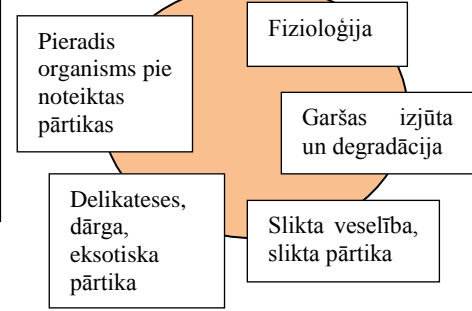 Pieradis
organisms pie
noteiktas
pārtikas
Fizioloģija
Garšas izjūta
un degradācija
Delikateses,
dārga,
eksotiska
pārtika
Slikta veselība,
slikta pārtika